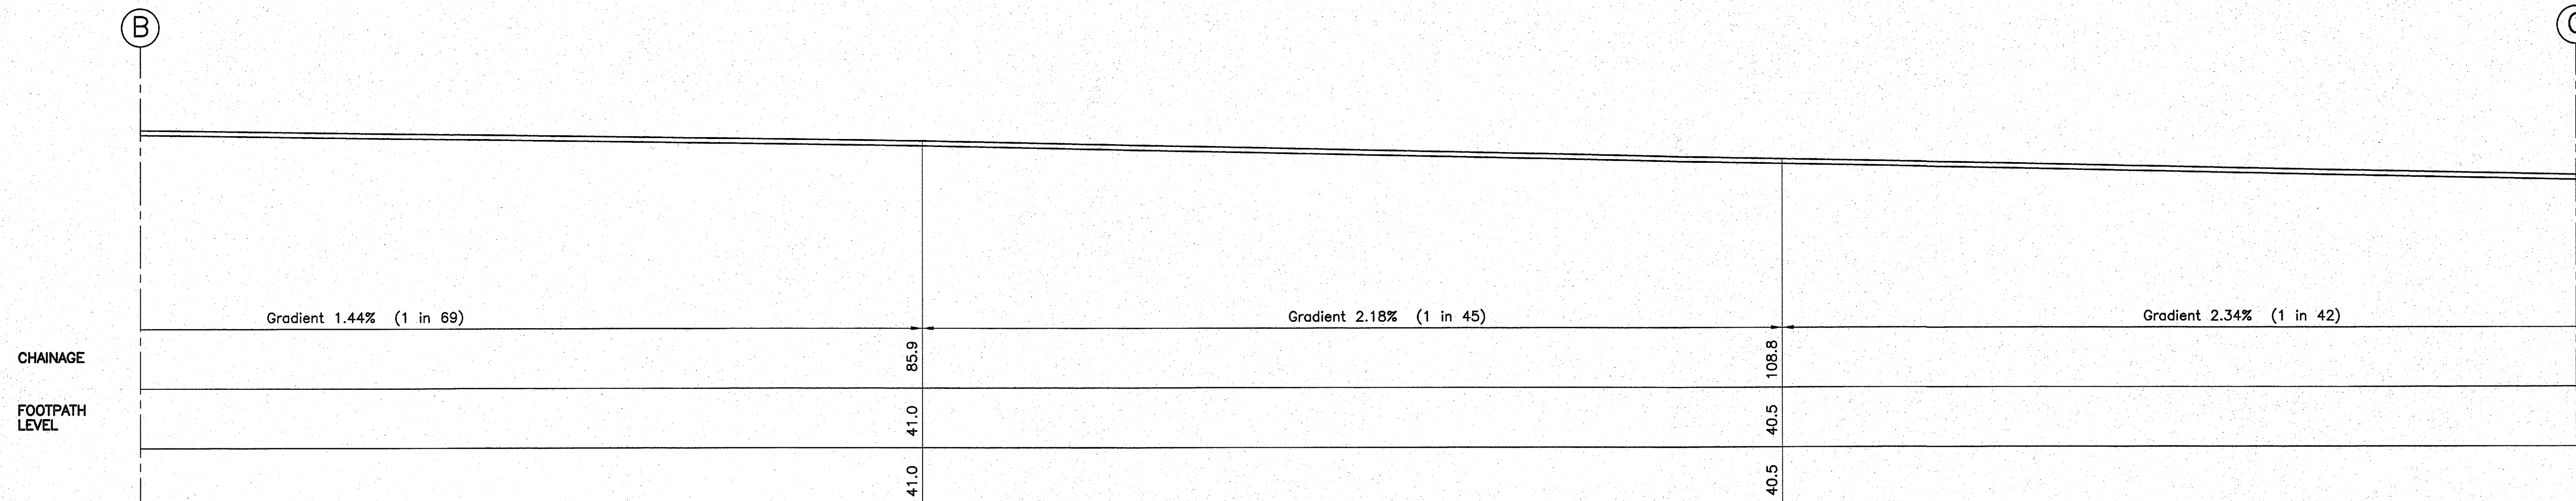 B
Gradient 1.44% (1 in 69)
Gradient 2.18% (1 in 45)
Gradient 2.34% (1 in 42)
CHAINAGE
85.9
108.8
FOOTPATH
LEVEL
41.0
40.5
41.0
40.5